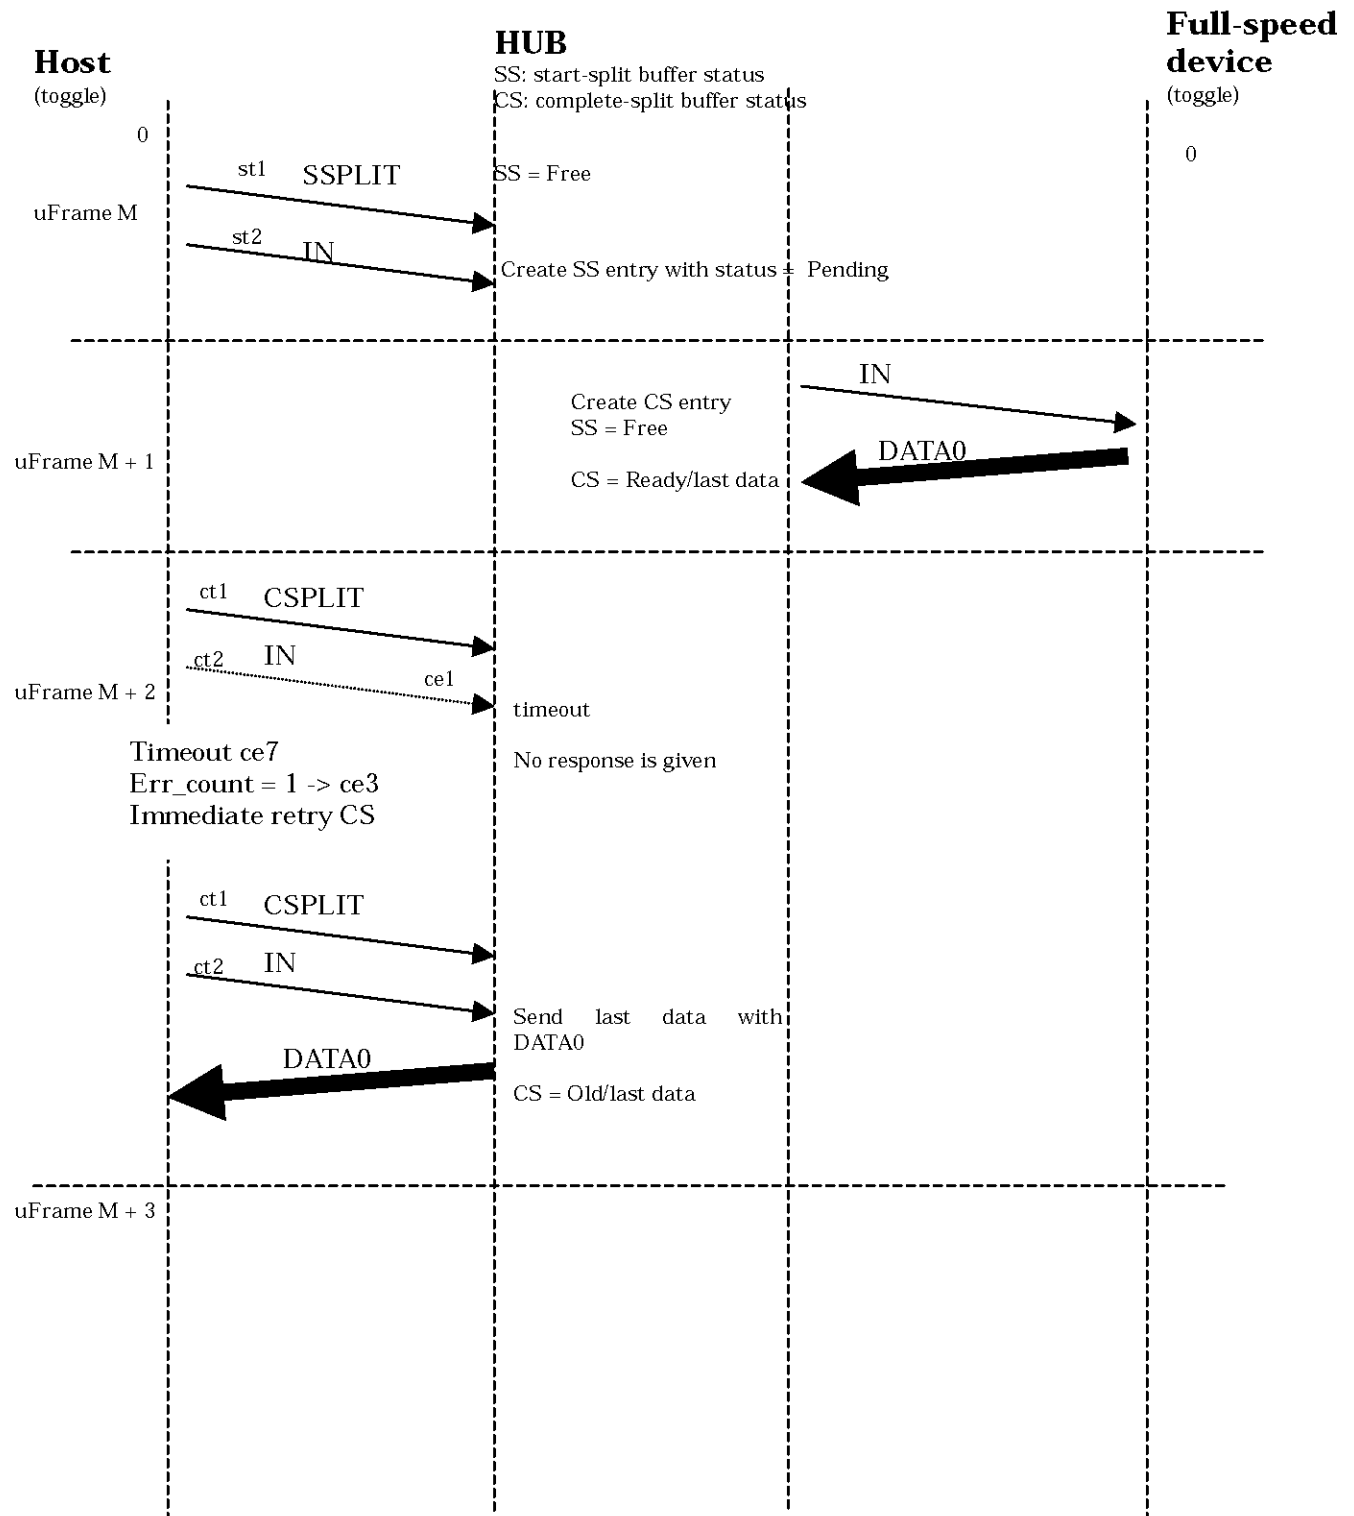 Full-speed
device
(toggle)
HUB
SS: start-split buffer status
CS: complete-split buffer status
Host
(toggle)
0
0
st1
SSPLIT
SS = Free
uFrame M
st2
IN
Create SS entry with status = Pending
IN
Create CS entry
SS = Free
DATA0
uFrame M + 1
CS = Ready/last data
ct1
CSPLIT
ct2
IN
ce1
uFrame M + 2
timeout
Timeout ce7
No response is given
Err_count = 1 -> ce3
Immediate retry CS
ct1
CSPLIT
ct2
IN
Send last data with
DATA0
DATA0
CS = Old/last data
uFrame M + 3